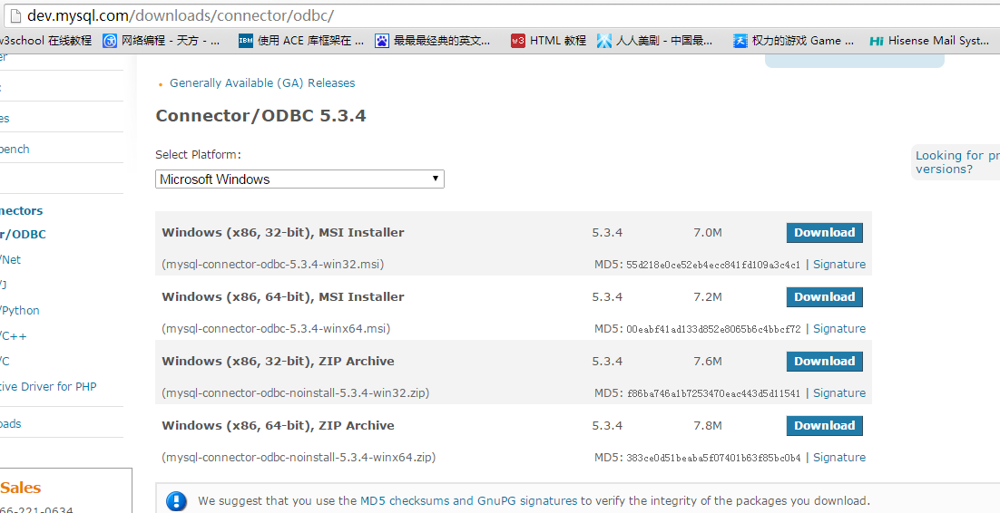 dev.mysql.com/downloads/connector/odbc/
w3school 在线教程 网络编程 - 天方 - ... IBM 使用 ACE 库框架在 ... 最最最经典的英文... w3 HTML 教程 人人美剧 - 中国最... 权力的游戏 Game ... Hi Hisense Mail Syst...
er
Generally Available (GA) Releases
es
Connector/ODBC 5.3.4
bench
Select Platform:
Looking for pr
versions?
Microsoft Windows
nectors
r/ODBC
/Net
/J
/Python
/C++
/C
tive Driver for PHP
oads
Windows (x86, 32-bit), MSI Installer 5.3.4 7.0M Download
(mysql-connector-odbc-5.3.4-win32.msi) MD5: 55d218e0ce52eb4ecc841fd109a3c4c1 | Signature
Windows (x86, 64-bit), MSI Installer 5.3.4 7.2M Download
(mysql-connector-odbc-5.3.4-winx64.msi) MD5: 00eabf41ad133d852e8065b6c4bbcf72 | Signature
Windows (x86, 32-bit), ZIP Archive 5.3.4 7.6M Download
(mysql-connector-odbc-noinstall-5.3.4-win32.zip) MD5: f86ba746a1b7253470eac443d5d11541 | Signature
Windows (x86, 64-bit), ZIP Archive 5.3.4 7.8M Download
(mysql-connector-odbc-noinstall-5.3.4-winx64.zip) MD5: 383ce0d51beaba5f07401b63f85bc0b4 | Signature
Sales
66-221-0634
We suggest that you use the MD5 checksums and GnuPG signatures to verify the integrity of the packages you download.